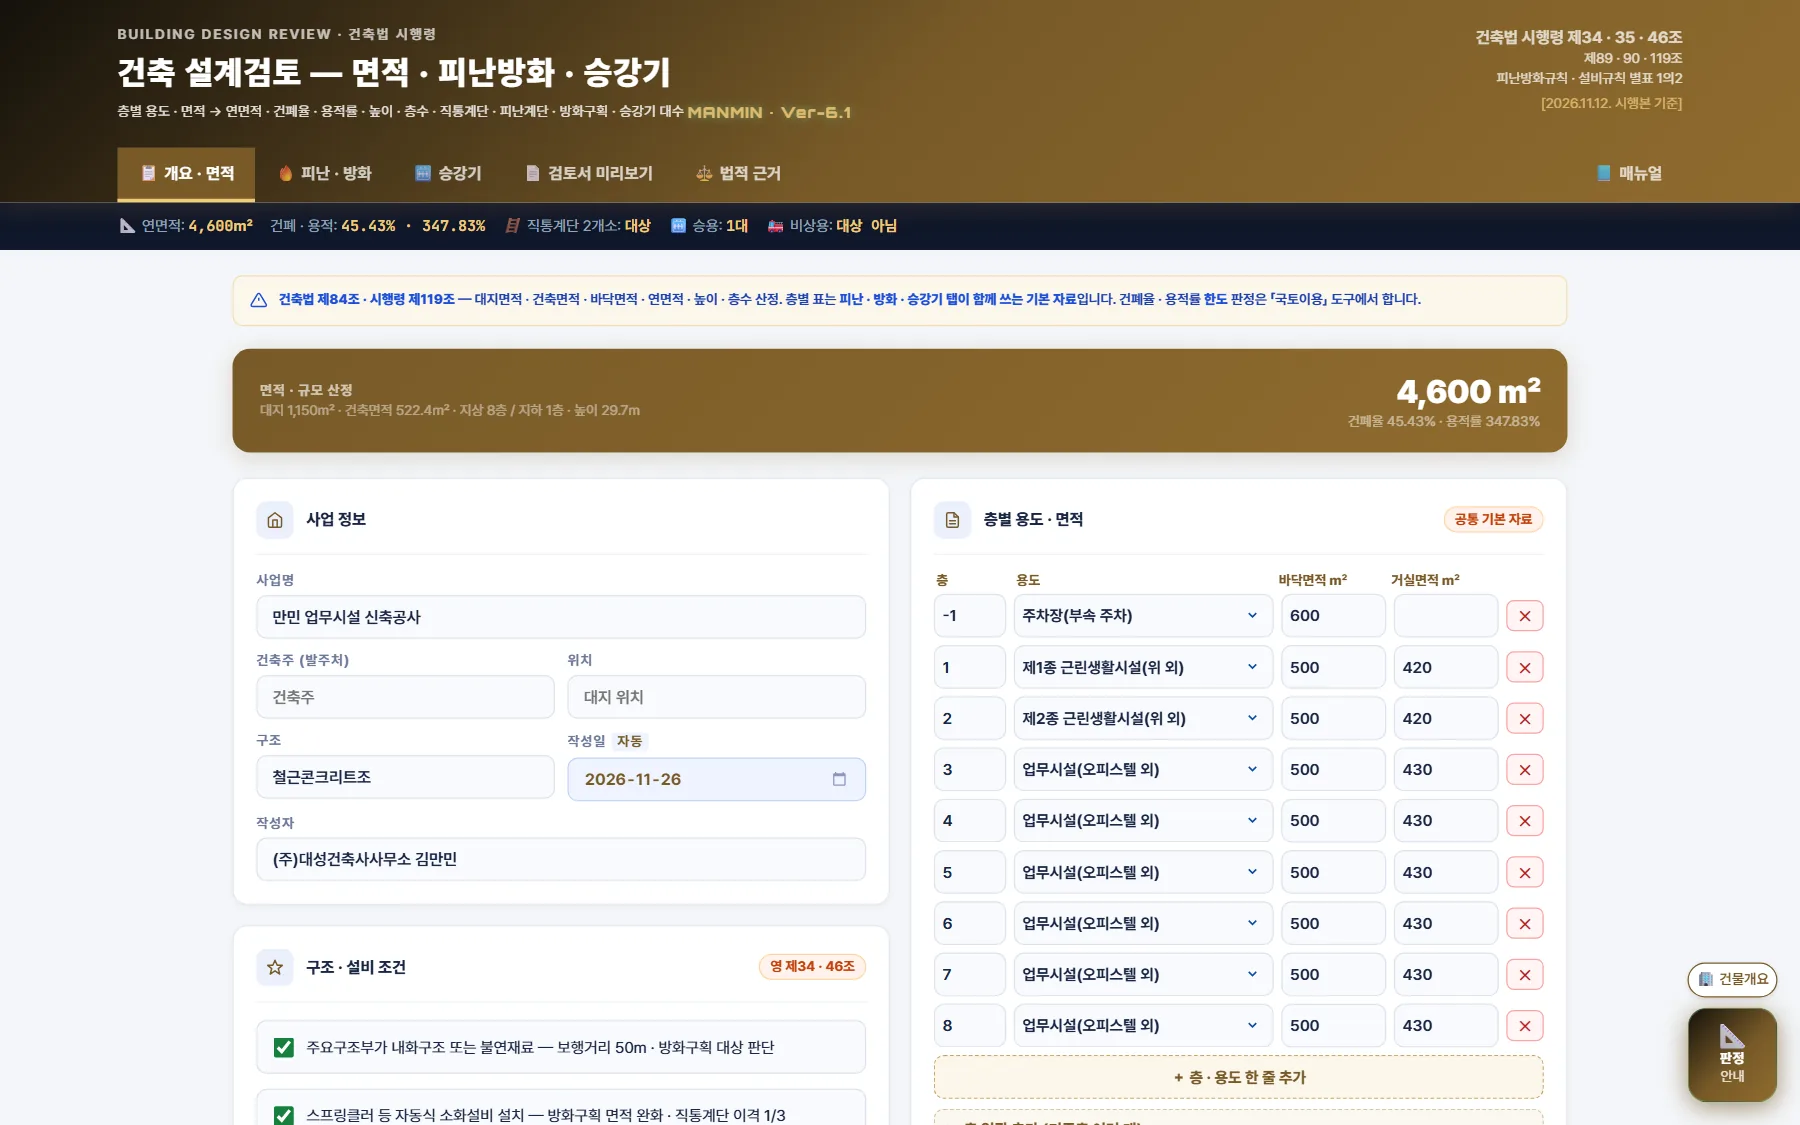 BUILDING DESIGN REVIEW · 건축법 시행령
건축 설계검토 — 면적 · 피난방화 · 승강기
층별 용도 · 면적 → 연면적 · 건폐율 · 용적률 · 높이 · 층수 · 직통계단 · 피난계단 · 방화구획 · 승강기 대수 MANMIN · Ver-6.1
건축법 시행령 제34 · 35 · 46조
제89 · 90 · 119조
피난방화규칙 · 설비규칙 별표 1의2
[2026.11.12. 시행본 기준]
개요 · 면적
피난 · 방화
승강기
검토서 미리보기
법적 근거
매뉴얼
연면적: 4,600m² 건폐 · 용적: 45.43% · 347.83% 직통계단 2개소: 대상 승용: 1대 비상용: 대상 아님
건축법 제84조 · 시행령 제119조 — 대지면적 · 건축면적 · 바닥면적 · 연면적 · 높이 · 층수 산정. 층별 표는 피난 · 방화 · 승강기 탭이 함께 쓰는 기본 자료입니다. 건폐율 · 용적률 한도 판정은 「국토이용」 도구에서 합니다.
면적 · 규모 산정
대지 1,150m² · 건축면적 522.4m² · 지상 8층 / 지하 1층 · 높이 29.7m
4,600 m²
건폐율 45.43% · 용적률 347.83%
사업 정보
사업명
만민 업무시설 신축공사
건축주 (발주처)
위치
건축주
대지 위치
구조
작성일 자동
철근콘크리트조
2026-11-26
작성자
(주)대성건축사사무소 김만민
구조 · 설비 조건
영 제34 · 46조
주요구조부가 내화구조 또는 불연재료 — 보행거리 50m · 방화구획 대상 판단
스프링클러 등 자동식 소화설비 설치 — 방화구획 면적 완화 · 직통계단 이격 1/3
층별 용도 · 면적
공통 기본 자료
층 용도 바닥면적 m² 거실면적 m²
-1 주차장(부속 주차) 600
1 제1종 근린생활시설(위 외) 500 420
2 제2종 근린생활시설(위 외) 500 420
3 업무시설(오피스텔 외) 500 430
4 업무시설(오피스텔 외) 500 430
5 업무시설(오피스텔 외) 500 430
6 업무시설(오피스텔 외) 500 430
7 업무시설(오피스텔 외) 500 430
8 업무시설(오피스텔 외) 500 430
+ 층 · 용도 한 줄 추가
건물개요
판정
안내